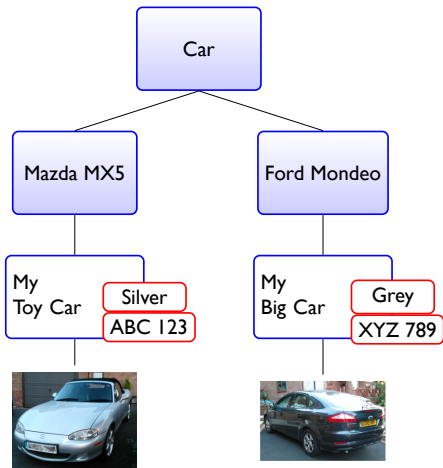 Car
Mazda MX5
Ford Mondeo
My
Toy Car
Silver
ABC 123
My
Big Car
Grey
XYZ 789